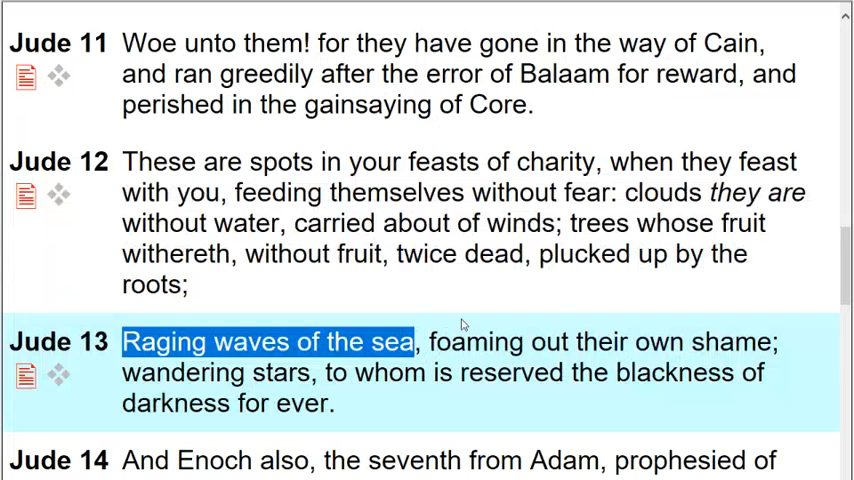 Jude 11 Woe unto them! for they have gone in the way of Cain,
and ran greedily after the error of Balaam for reward, and
perished in the gainsaying of Core.
Jude 12 These are spots in your feasts of charity, when they feast
with you, feeding themselves without fear: clouds they are
without water, carried about of winds; trees whose fruit
withereth, without fruit, twice dead, plucked up by the
roots;
Jude 13 Raging waves of the sea, foaming out their own shame;
wandering stars, to whom is reserved the blackness of
darkness for ever.
Jude 14 And Enoch also, the seventh from Adam, prophesied of